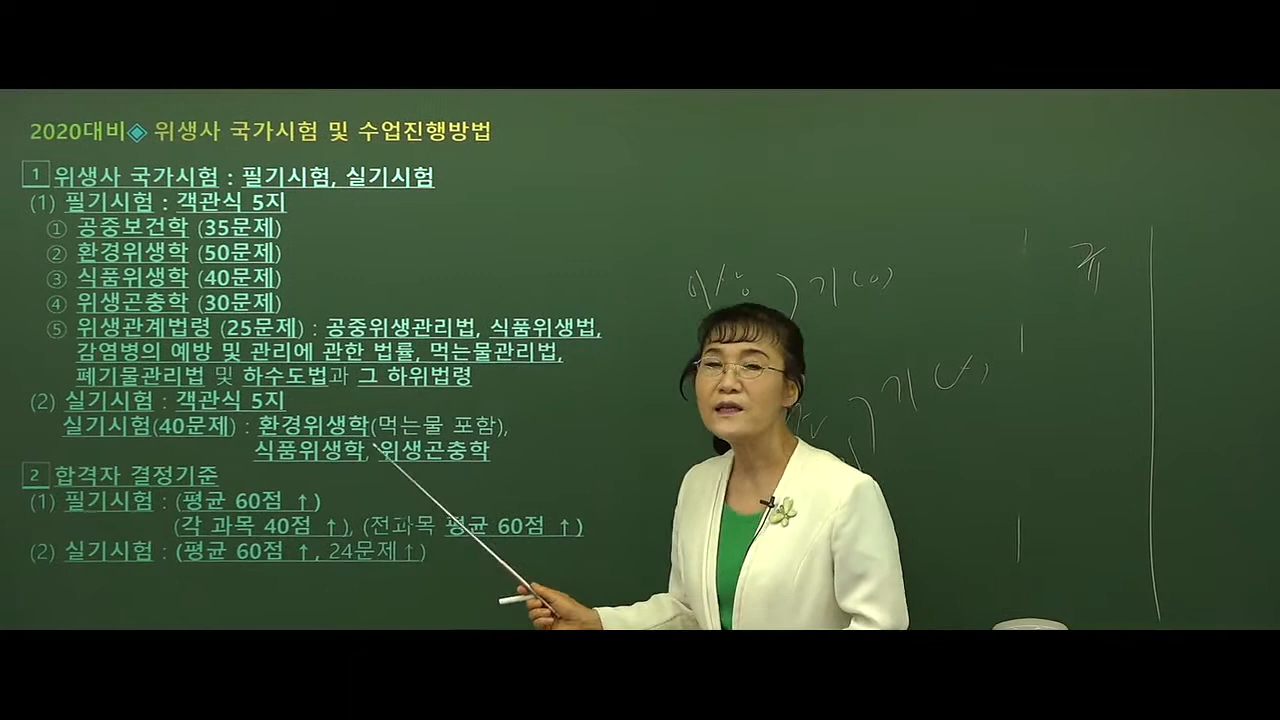 2020대비◈ 위생사 국가시험 및 수업진행방법
1 위생사 국가시험 : 필기시험, 실기시험
(1) 필기시험 : 객관식 5지
① 공중보건학 (35문제)
② 환경위생학 (50문제)
③ 식품위생학 (40문제)
④ 위생곤충학 (30문제)
⑤ 위생관계법령 (25문제) : 공중위생관리법, 식품위생법,
감염병의 예방 및 관리에 관한 법률, 먹는물관리법,
폐기물관리법 및 하수도법과 그 하위법령
(2) 실기시험 : 객관식 5지
실기시험(40문제) : 환경위생학(먹는물 포함),
식품위생학, 위생곤충학
2 합격자 결정기준
(1) 필기시험 : (평균 60점 ↑)
(각 과목 40점 ↑), (전과목 평균 60점 ↑)
(2) 실기시험 : (평균 60점 ↑, 24문제↑)